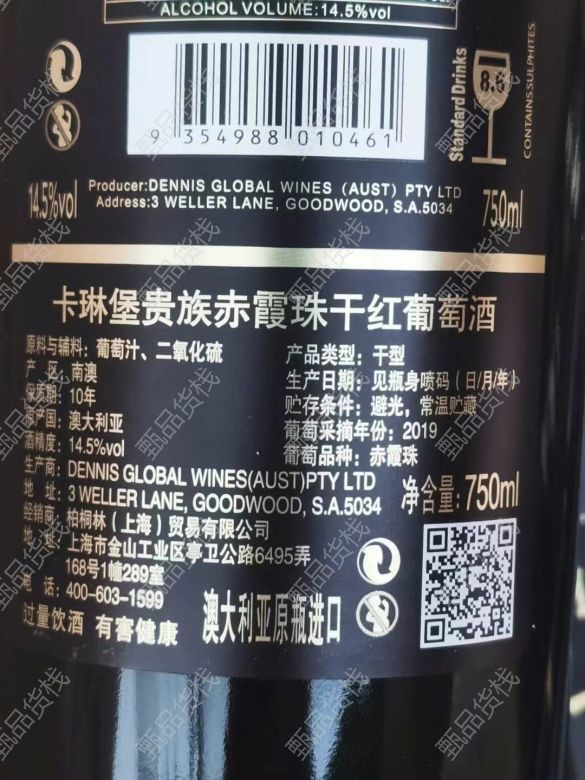 ALCOHOL VOLUME:14.5%vol
9 354988 010461
Standard Drinks
8.6
CONTAINS SULPHITES
14.5%vol
Producer:DENNIS GLOBAL WINES (AUST) PTY LTD
Address:3 WELLER LANE, GOODWOOD, S.A.5034
750ml
卡琳堡贵族赤霞珠干红葡萄酒
原料与辅料：葡萄汁、二氧化硫
产 区：南澳
保质期：10年
原产国：澳大利亚
酒精度：14.5%vol
生产商：DENNIS GLOBAL WINES(AUST)PTY LTD
地 址：3 WELLER LANE, GOODWOOD, S.A.5034
经销商：柏桐林（上海）贸易有限公司
地 址：上海市金山工业区亭卫公路6495弄
168号1幢289室
电 话：400-603-1599
过量饮酒 有害健康
产品类型：干型
生产日期：见瓶身喷码（日/月/年）
贮存条件：避光，常温贮藏
葡萄采摘年份：2019
葡萄品种：赤霞珠
净含量：750ml
澳大利亚原瓶进口
甄品货栈